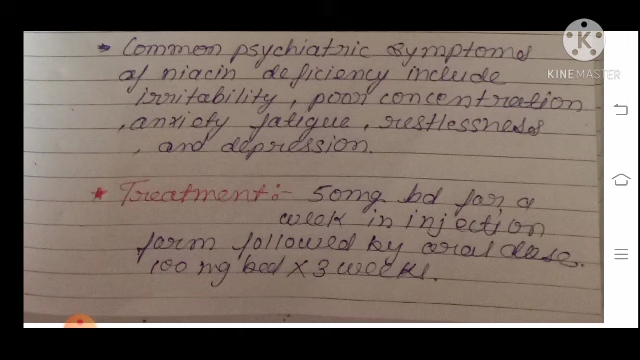 Common psychiatric symptoms
of niacin deficiency include
irritability, poor concentration
, anxiety fatigue, restlessness
, and depression.
* Treatment:- 50mg bd for a
week in injection
form followed by oral dose.
100 mg bd x 3 weeks.
KINEMASTER